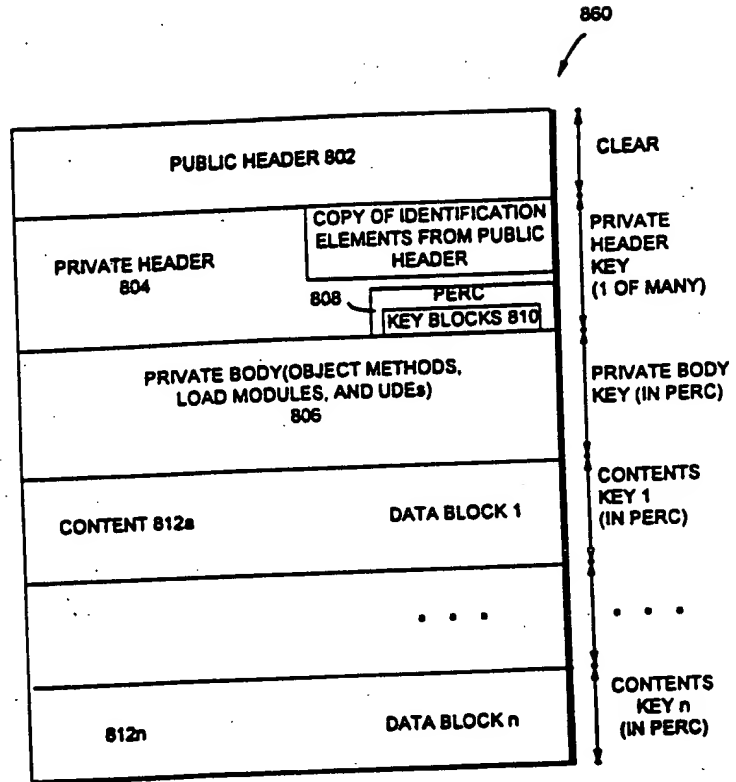 860
PUBLIC HEADER 802
CLEAR
COPY OF IDENTIFICATION
ELEMENTS FROM PUBLIC
HEADER
PRIVATE HEADER
804
808
PERC
KEY BLOCKS 810
PRIVATE
HEADER
KEY
(1 OF MANY)
PRIVATE BODY(OBJECT METHODS,
LOAD MODULES, AND UDEs)
806
PRIVATE BODY
KEY (IN PERC)
CONTENT 812a
DATA BLOCK 1
CONTENTS
KEY 1
(IN PERC)
• • •
• • •
812n
DATA BLOCK n
CONTENTS
KEY n
(IN PERC)